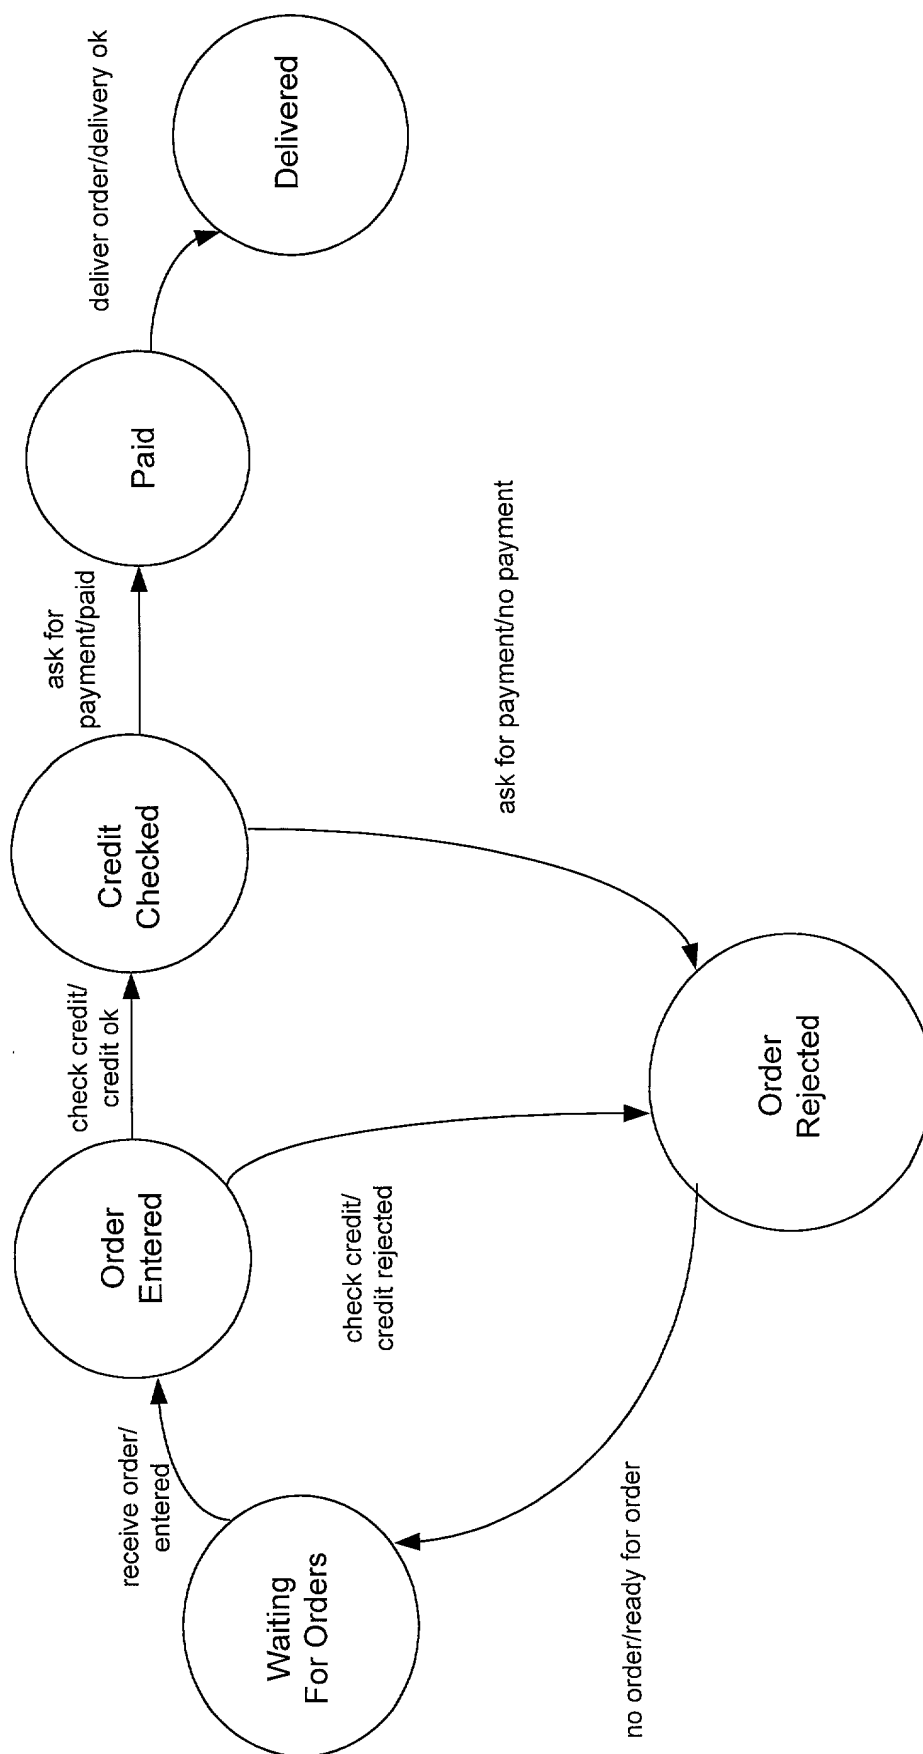 Waiting
For Orders
receive order/
entered
Order
Entered
check credit/
credit ok
Credit
Checked
ask for
payment/paid
Paid
deliver order/delivery ok
Delivered
check credit/
credit rejected
ask for payment/no payment
Order
Rejected
no order/ready for order